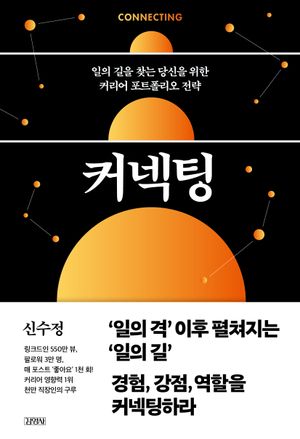 CONNECTING
일의 길을 찾는 당신을 위한
커리어 포트폴리오 전략
커넥팅
신수정
링크드인 550만 뷰,
팔로워 3만 명,
매 포스트 '좋아요' 1천 회!
커리어 영향력 1위
천만 직장인의 구루
김영사
'일의 격' 이후 펼쳐지는
'일의 길'
경험, 강점, 역할을
커넥팅하라